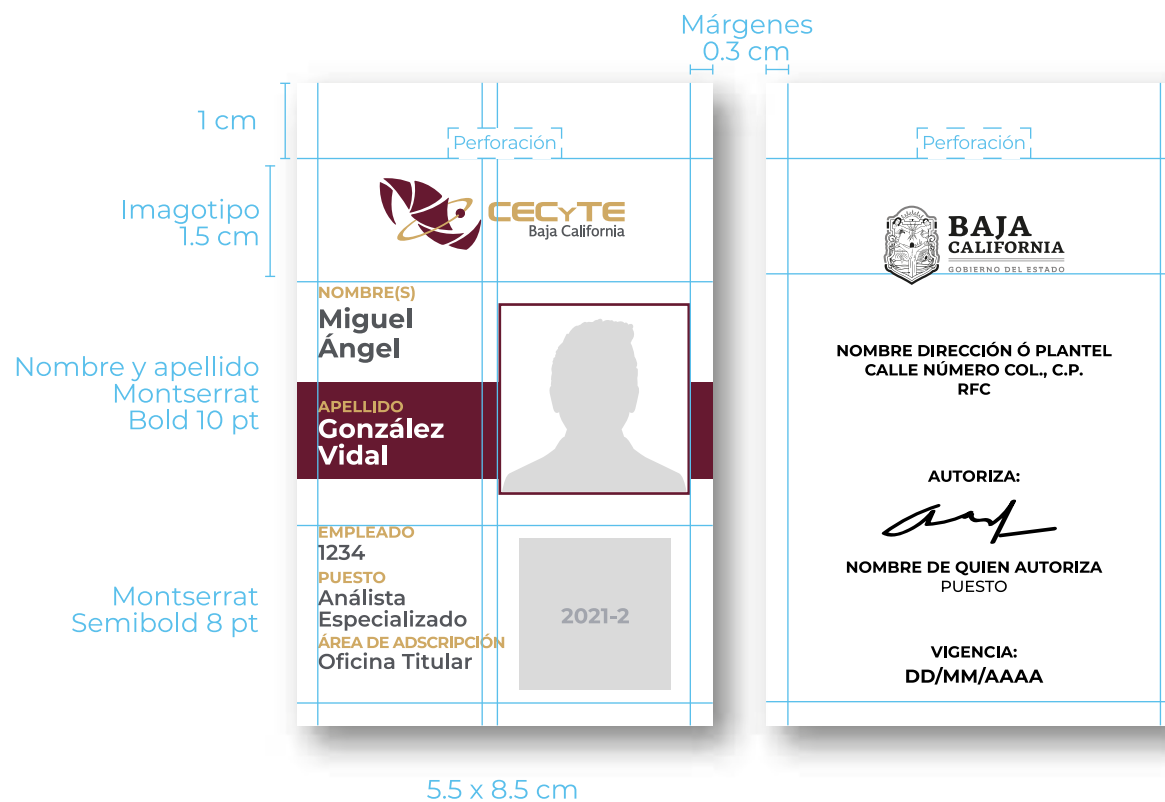 Márgenes
0.3 cm
1 cm
Perforación
Imagotipo
1.5 cm
CECyTE
Baja California
NOMBRE(S)
Miguel
Ángel
Nombre y apellido
Montserrat
Bold 10 pt
APELLIDO
González
Vidal
EMPLEADO
1234
PUESTO
Análista
Especializado
ÁREA DE ADSCRIPCIÓN
Oficina Titular
2021-2
Montserrat
Semibold 8 pt
5.5 x 8.5 cm
Perforación
BAJA
CALIFORNIA
GOBIERNO DEL ESTADO
NOMBRE DIRECCIÓN Ó PLANTEL
CALLE NÚMERO COL., C.P.
RFC
AUTORIZA:
NOMBRE DE QUIEN AUTORIZA
PUESTO
VIGENCIA:
DD/MM/AAAA